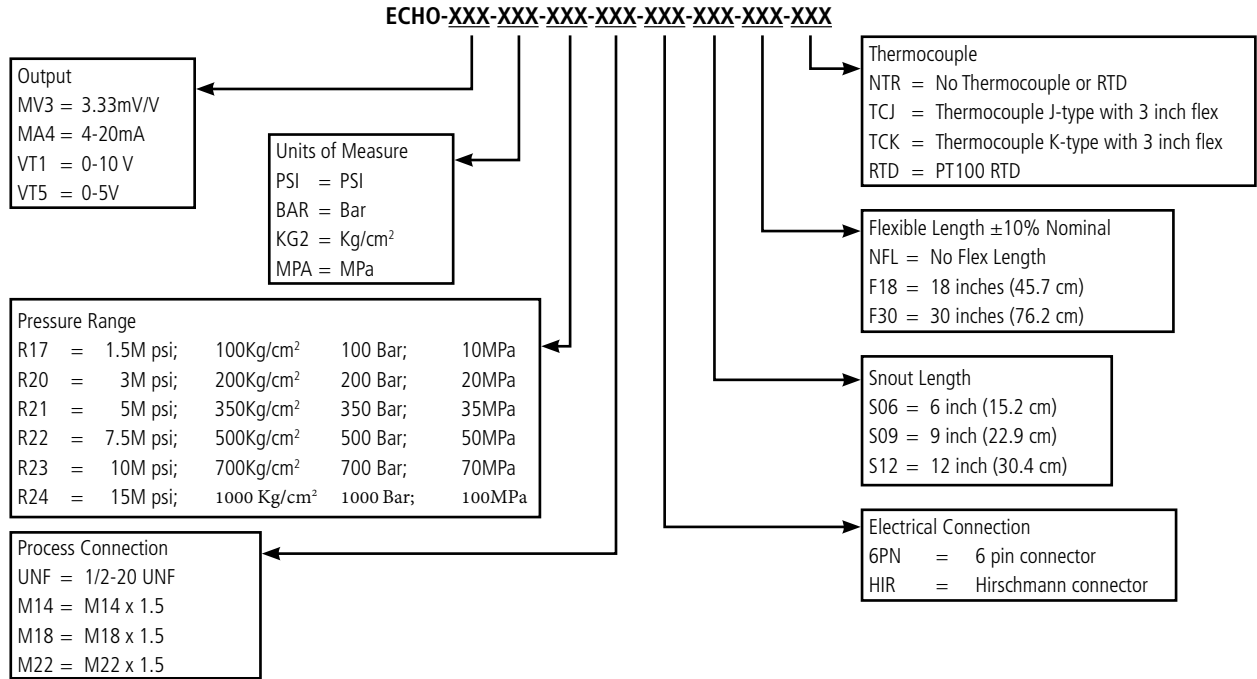 ECHO-XXX-XXX-XXX-XXX-XXX-XXX-XXX-XXX
Output
MV3 = 3.33mV/V
MA4 = 4-20mA
VT1 = 0-10 V
VT5 = 0-5V
Units of Measure
PSI = PSI
BAR = Bar
KG2 = Kg/cm²
MPA = MPa
Pressure Range
R17 = 1.5M psi; 100Kg/cm² 100 Bar; 10MPa
R20 = 3M psi; 200Kg/cm² 200 Bar; 20MPa
R21 = 5M psi; 350Kg/cm² 350 Bar; 35MPa
R22 = 7.5M psi; 500Kg/cm² 500 Bar; 50MPa
R23 = 10M psi; 700Kg/cm² 700 Bar; 70MPa
R24 = 15M psi; 1000 Kg/cm² 1000 Bar; 100MPa
Process Connection
UNF = 1/2-20 UNF
M14 = M14 x 1.5
M18 = M18 x 1.5
M22 = M22 x 1.5
Thermocouple
NTR = No Thermocouple or RTD
TCJ = Thermocouple J-type with 3 inch flex
TCK = Thermocouple K-type with 3 inch flex
RTD = PT100 RTD
Flexible Length ±10% Nominal
NFL = No Flex Length
F18 = 18 inches (45.7 cm)
F30 = 30 inches (76.2 cm)
Snout Length
S06 = 6 inch (15.2 cm)
S09 = 9 inch (22.9 cm)
S12 = 12 inch (30.4 cm)
Electrical Connection
6PN = 6 pin connector
HIR = Hirschmann connector